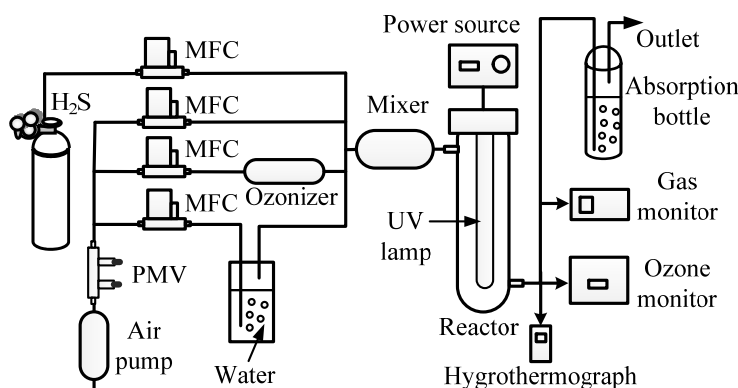 Power source
MFC
Outlet
H₂S
MFC
Mixer
Absorption
bottle
MFC
Ozonizer
MFC
Gas
monitor
UV
lamp
PMV
Ozone
monitor
Air
pump
Reactor
Water
Hygrothermograph